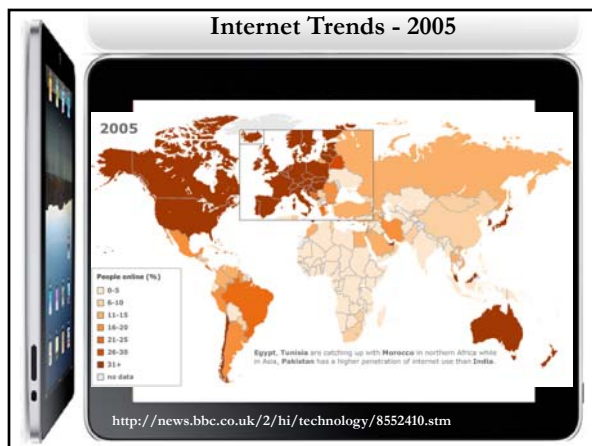 Internet Trends - 2005
2005
People online (%)
0-5
6-10
11-15
16-20
21-25
26-30
31+
no data
Egypt, Tunisia are catching up with Morocco in northern Africa while
in Asia, Pakistan has a higher penetration of internet use than India.
http://news.bbc.co.uk/2/hi/technology/8552410.stm